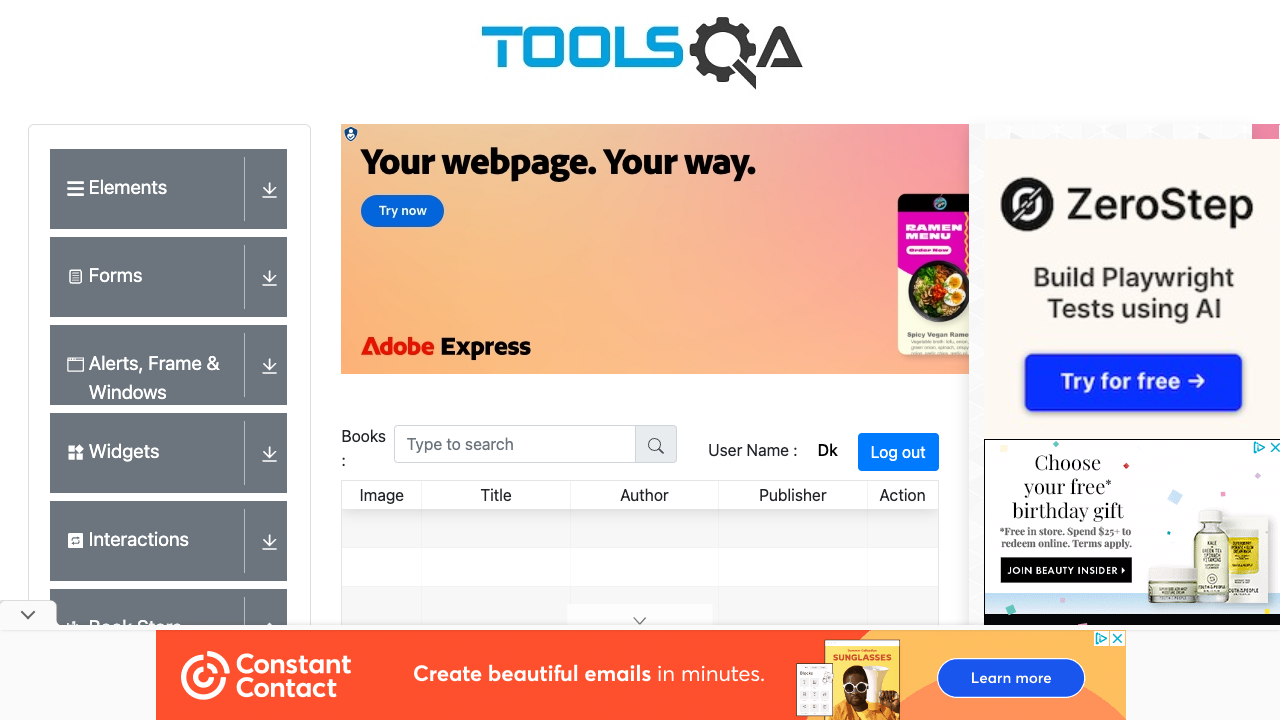 TOOLSQA
Elements
Forms
Alerts, Frame &
Windows
Widgets
Interactions
Your webpage. Your way.
Try now
RAMEN
MENU
Order Now
Spicy Vegan Ramo
Adobe Express
Books
:
Type to search
User Name :
Dk
Log out
Image
Title
Author
Publisher
Action
ZeroStep
Build Playwright
Tests using AI
Try for free →
Choose
your free*
birthday gift
*Free in store. Spend $25+ to
redeem online. Terms apply.
JOIN BEAUTY INSIDER
Constant
Contact
Create beautiful emails in minutes.
SUNGLASSES
Learn more